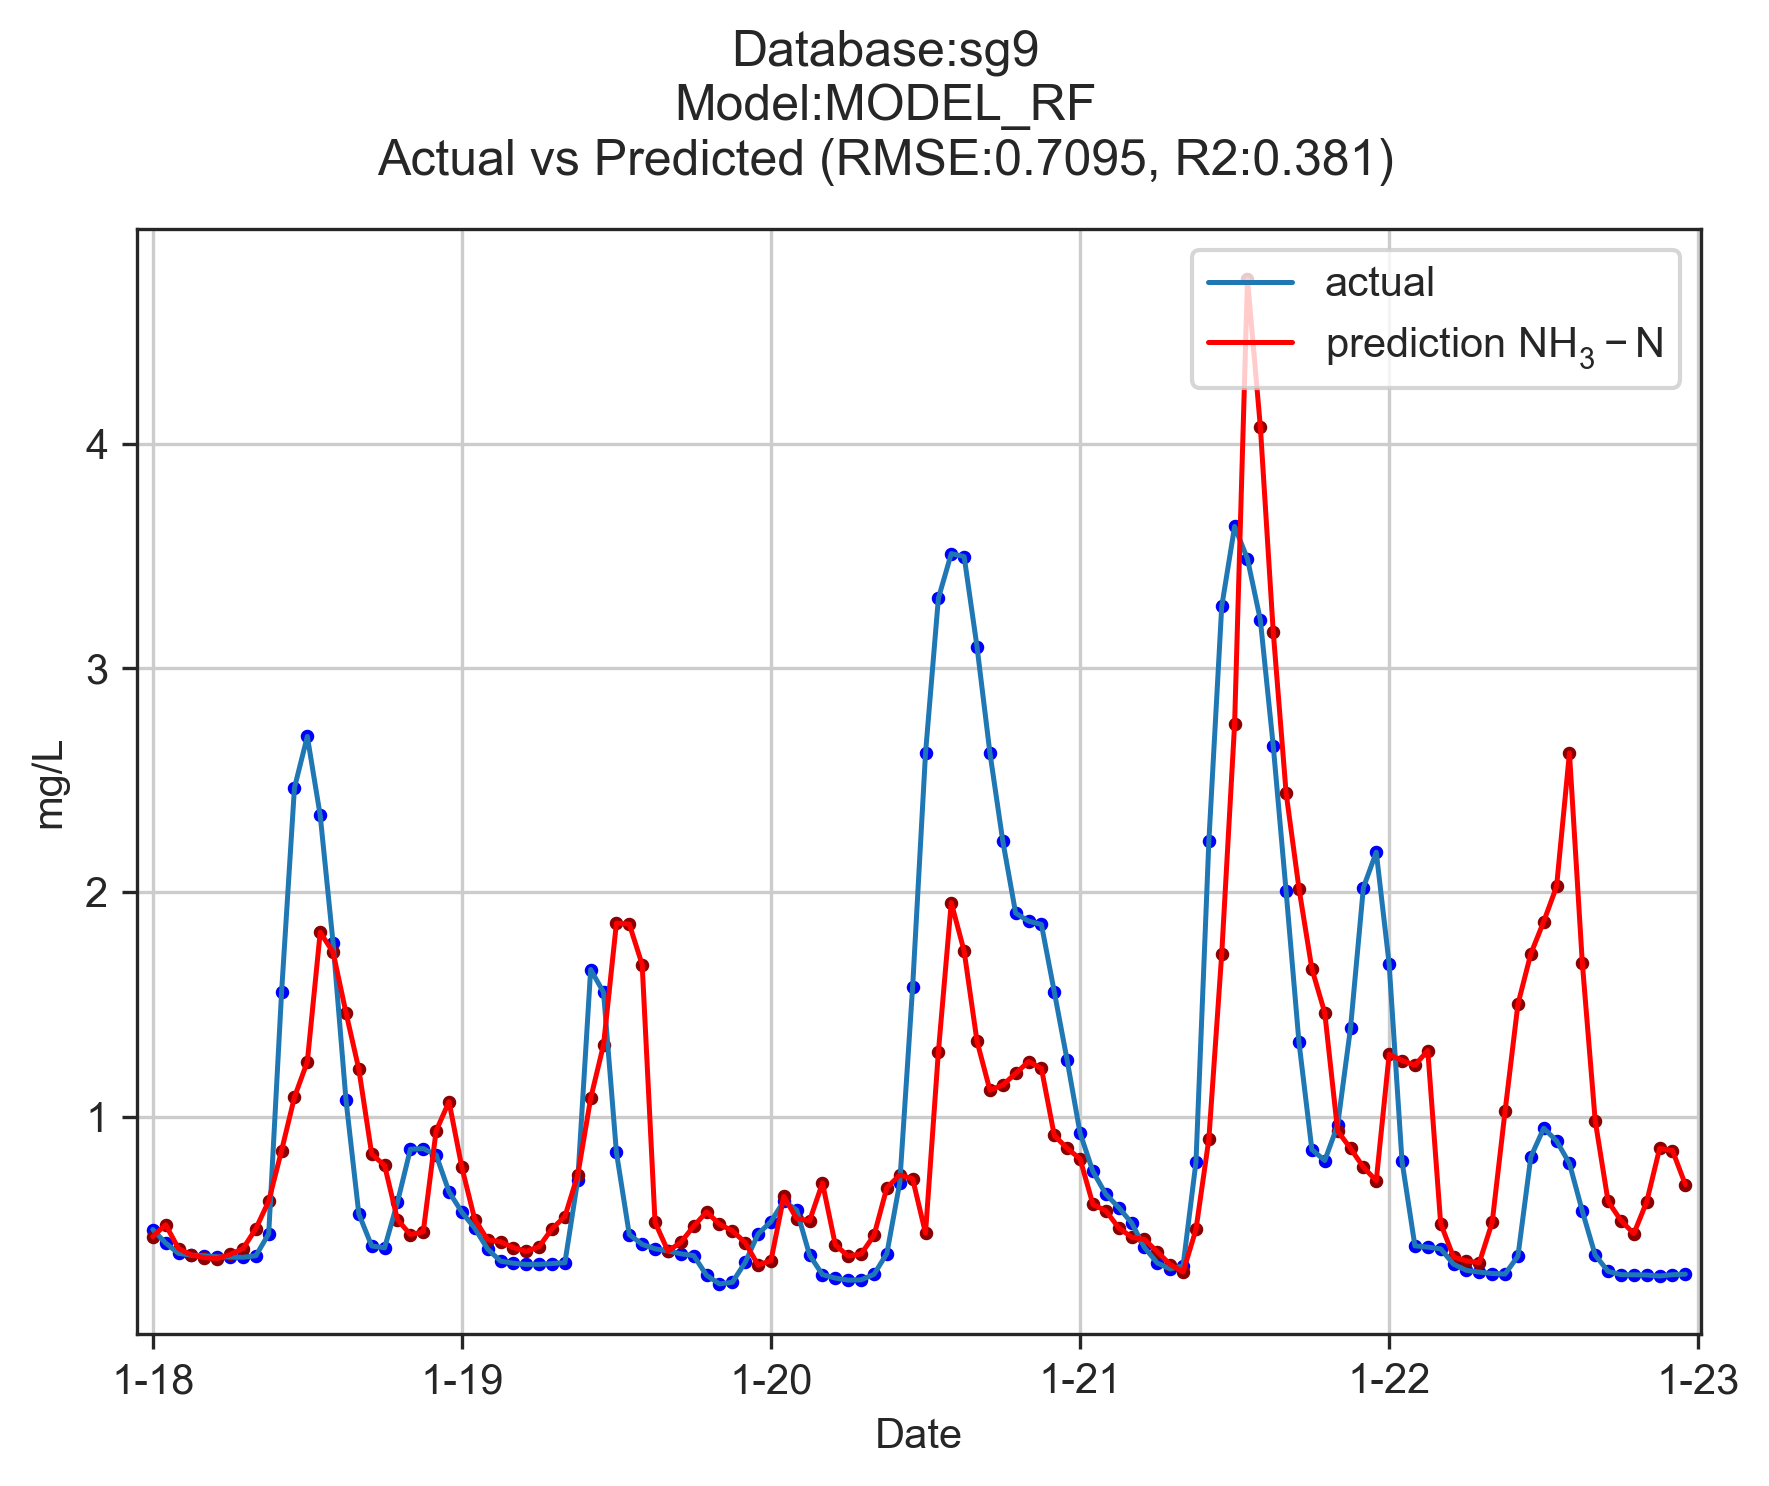 Database:sg9
Model:MODEL_RF
Actual vs Predicted (RMSE:0.7095, R2:0.381)
actual
prediction NH₃ − N
4
3
2
1
mg/L
1-18 1-19 1-20 1-21 1-22 1-23
Date